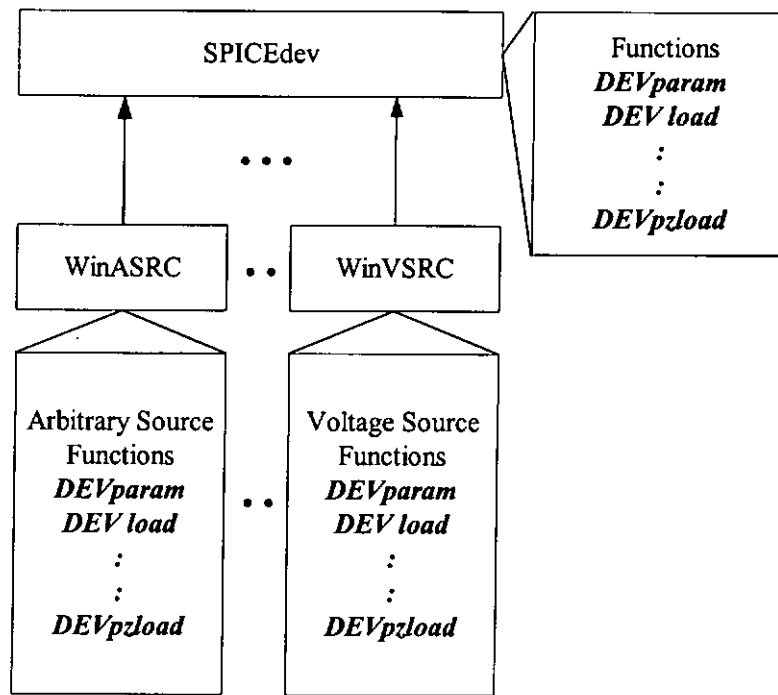 SPICEdev
Functions
DEVparam
DEV load
:
:
DEVpzload
• • •
WinASRC
• •
WinVSRC
Arbitrary Source
Functions
DEVparam
DEV load
:
:
DEVpzload
• •
Voltage Source
Functions
DEVparam
DEV load
:
:
DEVpzload